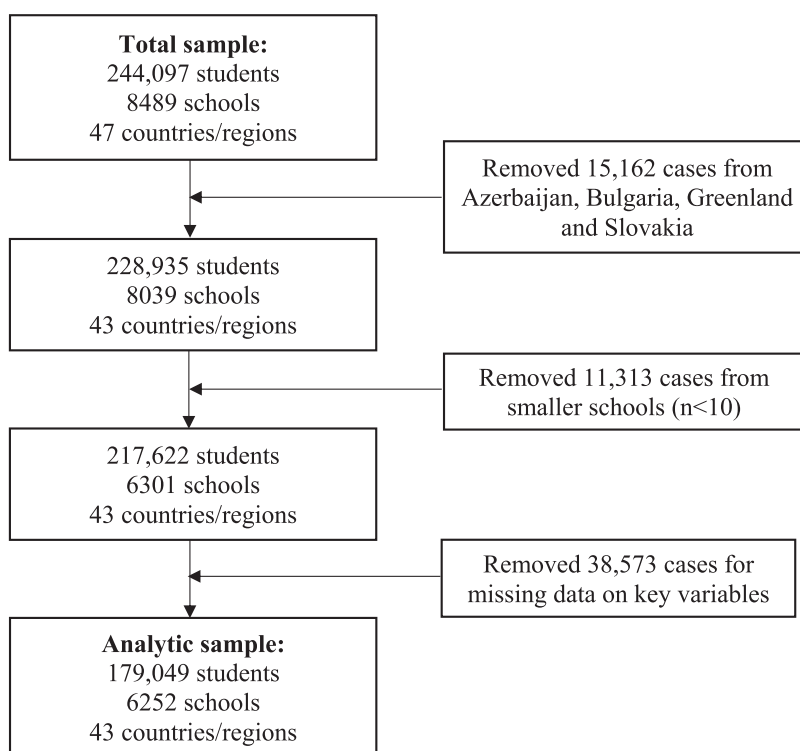 Total sample:
244,097 students
8489 schools
47 countries/regions
Removed 15,162 cases from
Azerbaijan, Bulgaria, Greenland
and Slovakia
228,935 students
8039 schools
43 countries/regions
Removed 11,313 cases from
smaller schools (n<10)
217,622 students
6301 schools
43 countries/regions
Removed 38,573 cases for
missing data on key variables
Analytic sample:
179,049 students
6252 schools
43 countries/regions